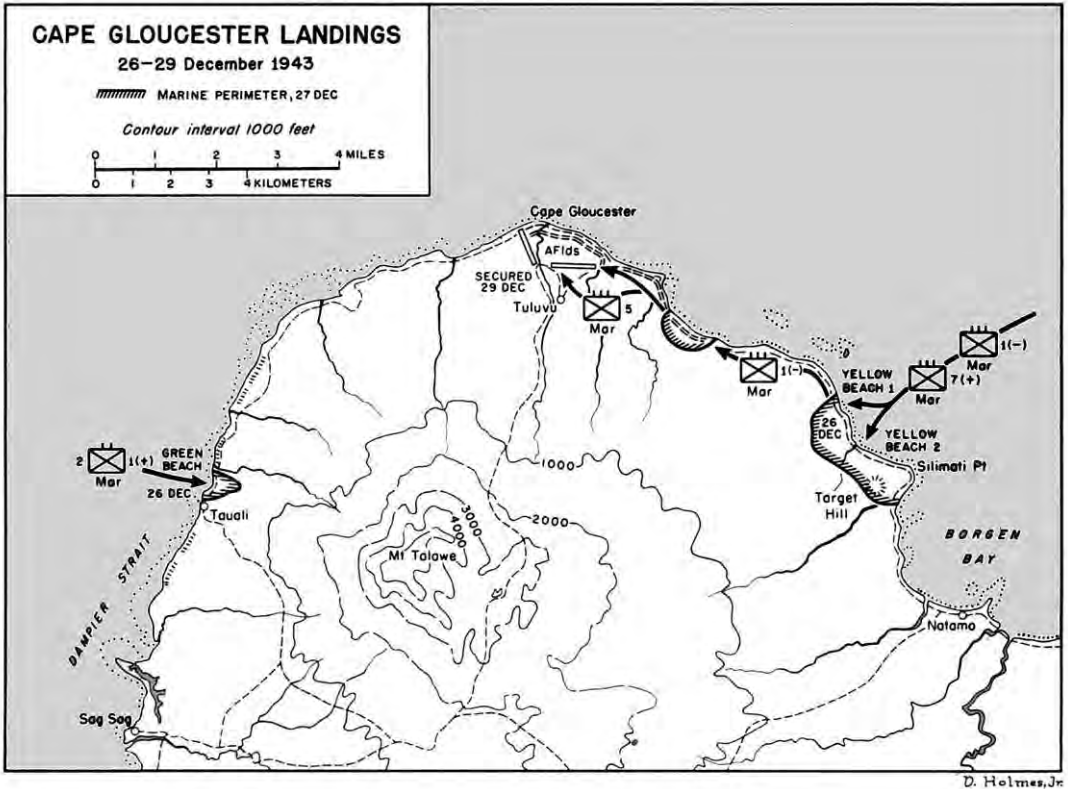 CAPE GLOUCESTER LANDINGS
26-29 December 1943
MARINE PERIMETER, 27 DEC
Contour interval 1000 feet
0 1 2 3 4 MILES
0 1 2 3 4 KILOMETERS
Cape Gloucester
AFlds
SECURED
29 DEC
Tuluvu
5
Mar
1(-)
Mar
1(-)
Mar
7(+)
Mar
YELLOW
BEACH 1
YELLOW
BEACH 2
26
DEC
Silimati Pt
Target
Hill
BORGEN
BAY
Natamo
2
1(+)
Mar
GREEN
BEACH
26 DEC
Tauali
1000
2000
3000
4000
Mt Talawe
DAMPIER STRAIT
Sag Sag
D. Holmes, Jr.